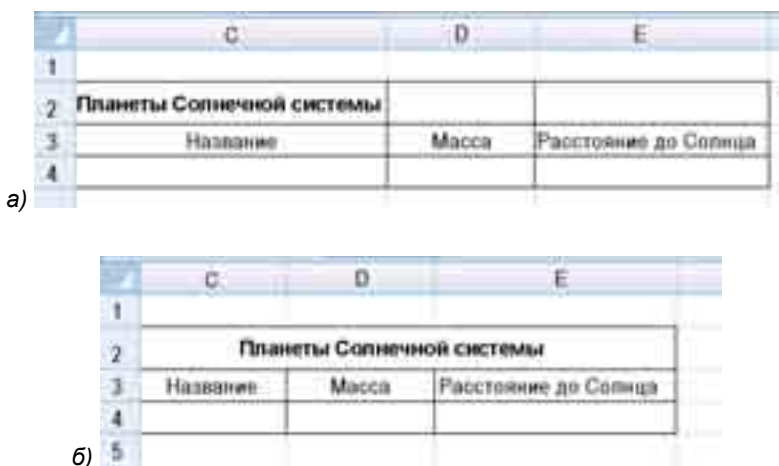 C D E
1
2 Планеты Солнечной системы
3 Название Масса Расстояние до Солнца
4
а)
C D E
1
2 Планеты Солнечной системы
3 Название Масса Расстояние до Солнца
4
б) 5